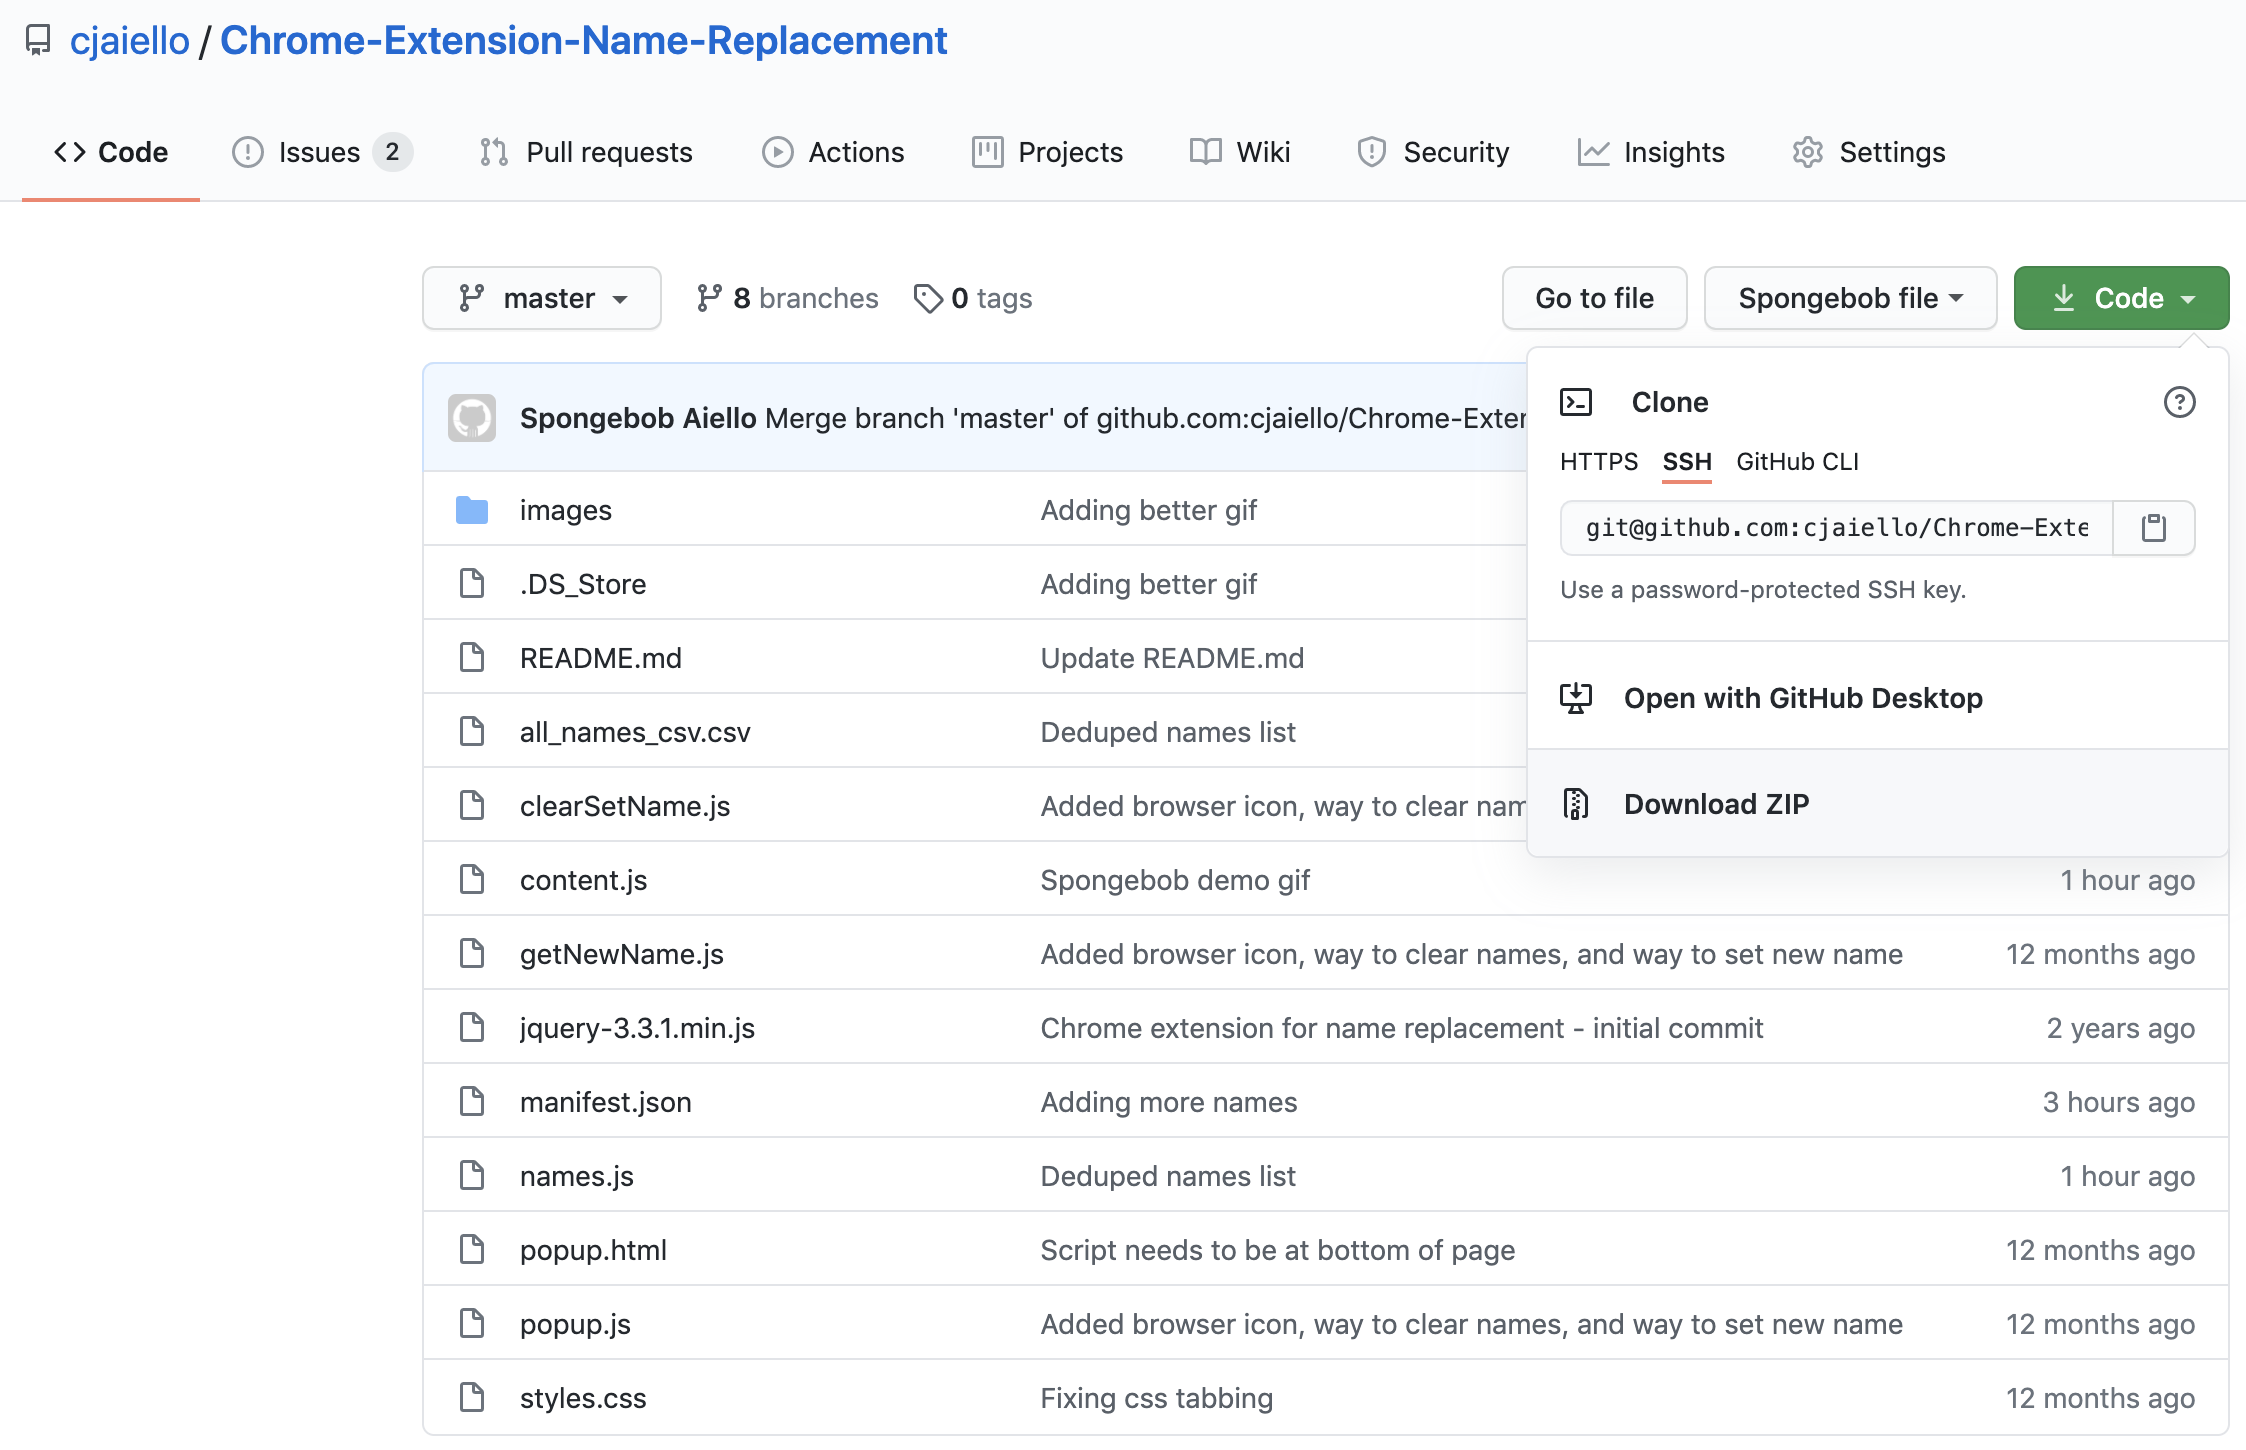 cjaiello / Chrome-Extension-Name-Replacement
Code Issues 2 Pull requests Actions Projects Wiki Security Insights Settings
master 8 branches 0 tags Go to file Spongebob file Code
Spongebob Aiello Merge branch 'master' of github.com:cjaiello/Chrome-Exten
Clone
HTTPS SSH GitHub CLI
git@github.com:cjaiello/Chrome-Exte
Use a password-protected SSH key.
Open with GitHub Desktop
Download ZIP
images Adding better gif
.DS_Store Adding better gif
README.md Update README.md
all_names_csv.csv Deduped names list
clearSetName.js Added browser icon, way to clear nam
content.js Spongebob demo gif 1 hour ago
getNewName.js Added browser icon, way to clear names, and way to set new name 12 months ago
jquery-3.3.1.min.js Chrome extension for name replacement - initial commit 2 years ago
manifest.json Adding more names 3 hours ago
names.js Deduped names list 1 hour ago
popup.html Script needs to be at bottom of page 12 months ago
popup.js Added browser icon, way to clear names, and way to set new name 12 months ago
styles.css Fixing css tabbing 12 months ago